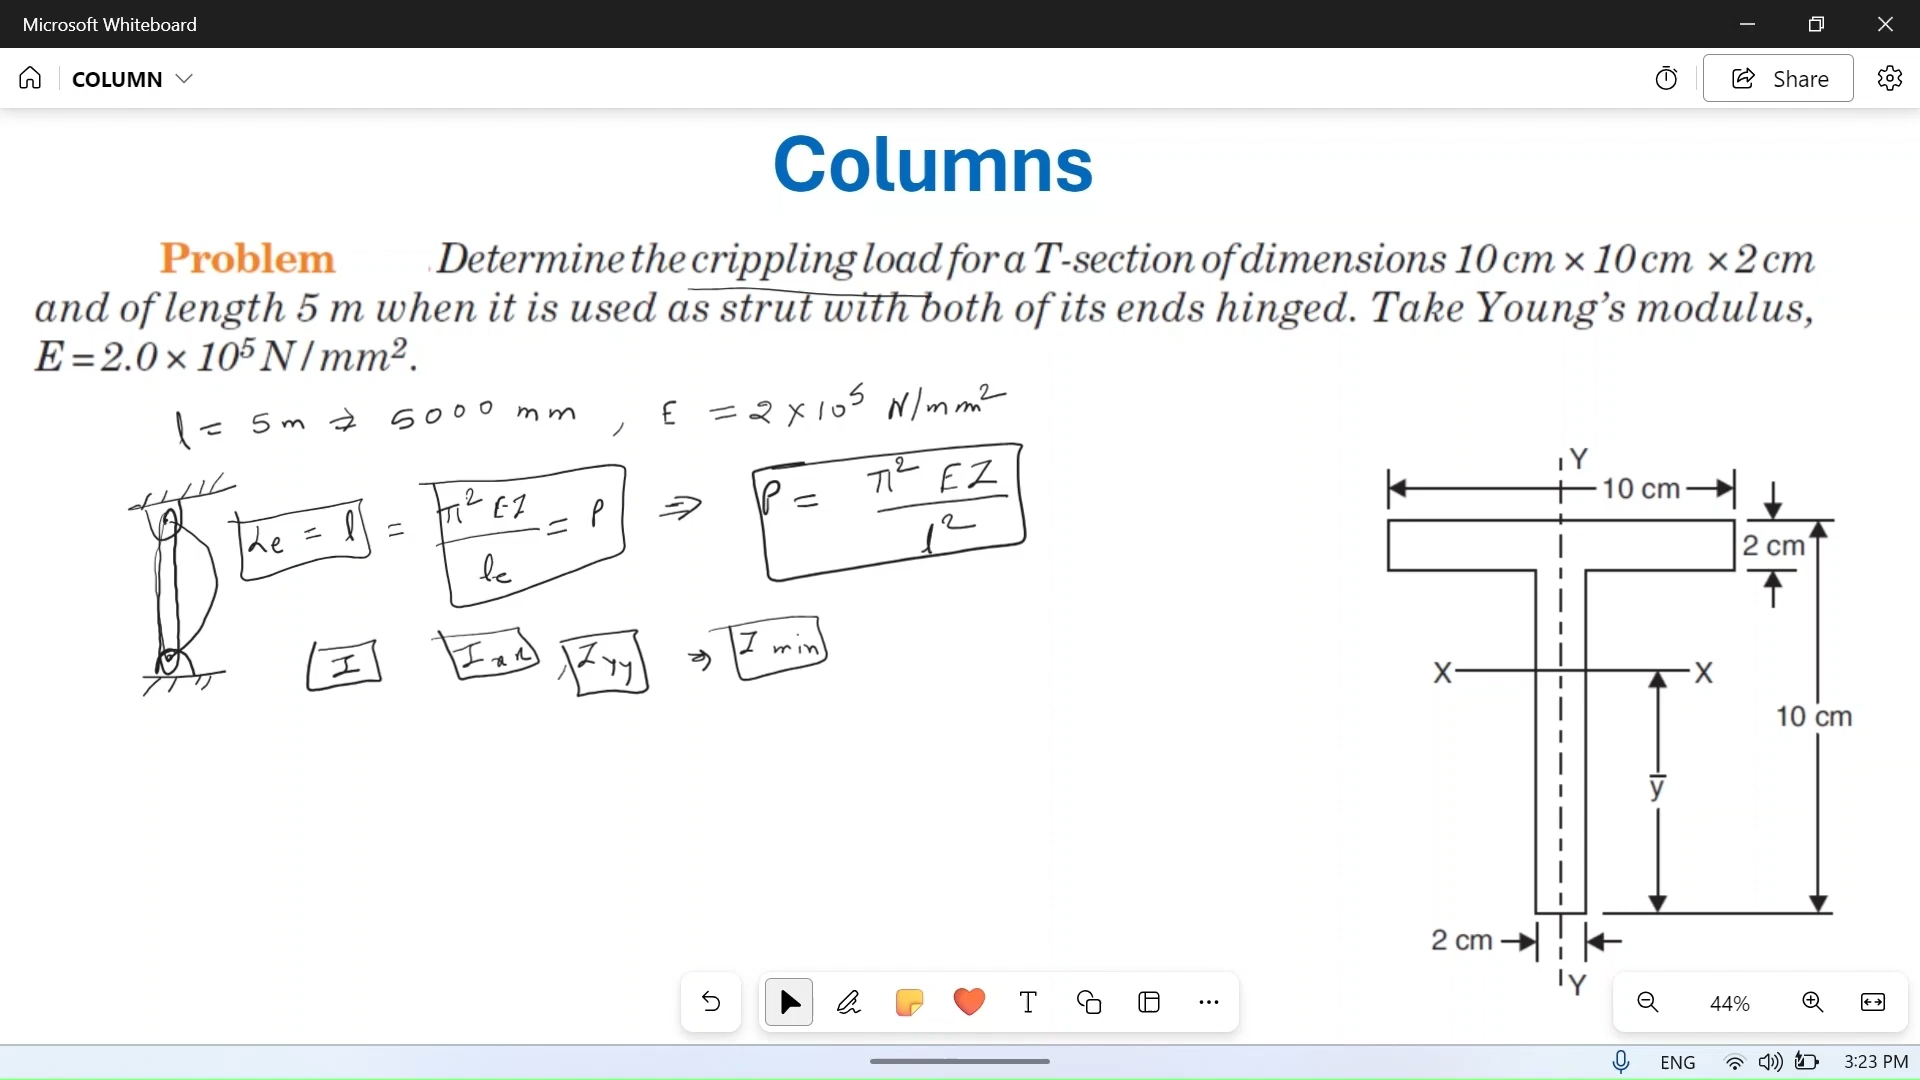 Microsoft Whiteboard
COLUMN
Share
Columns
Problem Determine the crippling load for a T-section of dimensions 10 cm × 10 cm × 2 cm
and of length 5 m when it is used as strut with both of its ends hinged. Take Young's modulus,
E = 2.0 × 10⁵ N/mm².
l = 5 m ⇒ 5000 mm , E = 2 × 10⁵ N/mm²
Le = l = π² EI / le = P ⇒ P = π² EI / l²
I Ixx , Iyy ⇒ I min
Y
10 cm
2 cm
X X
10 cm
ȳ
2 cm
Y
T
44%
ENG
3:23 PM